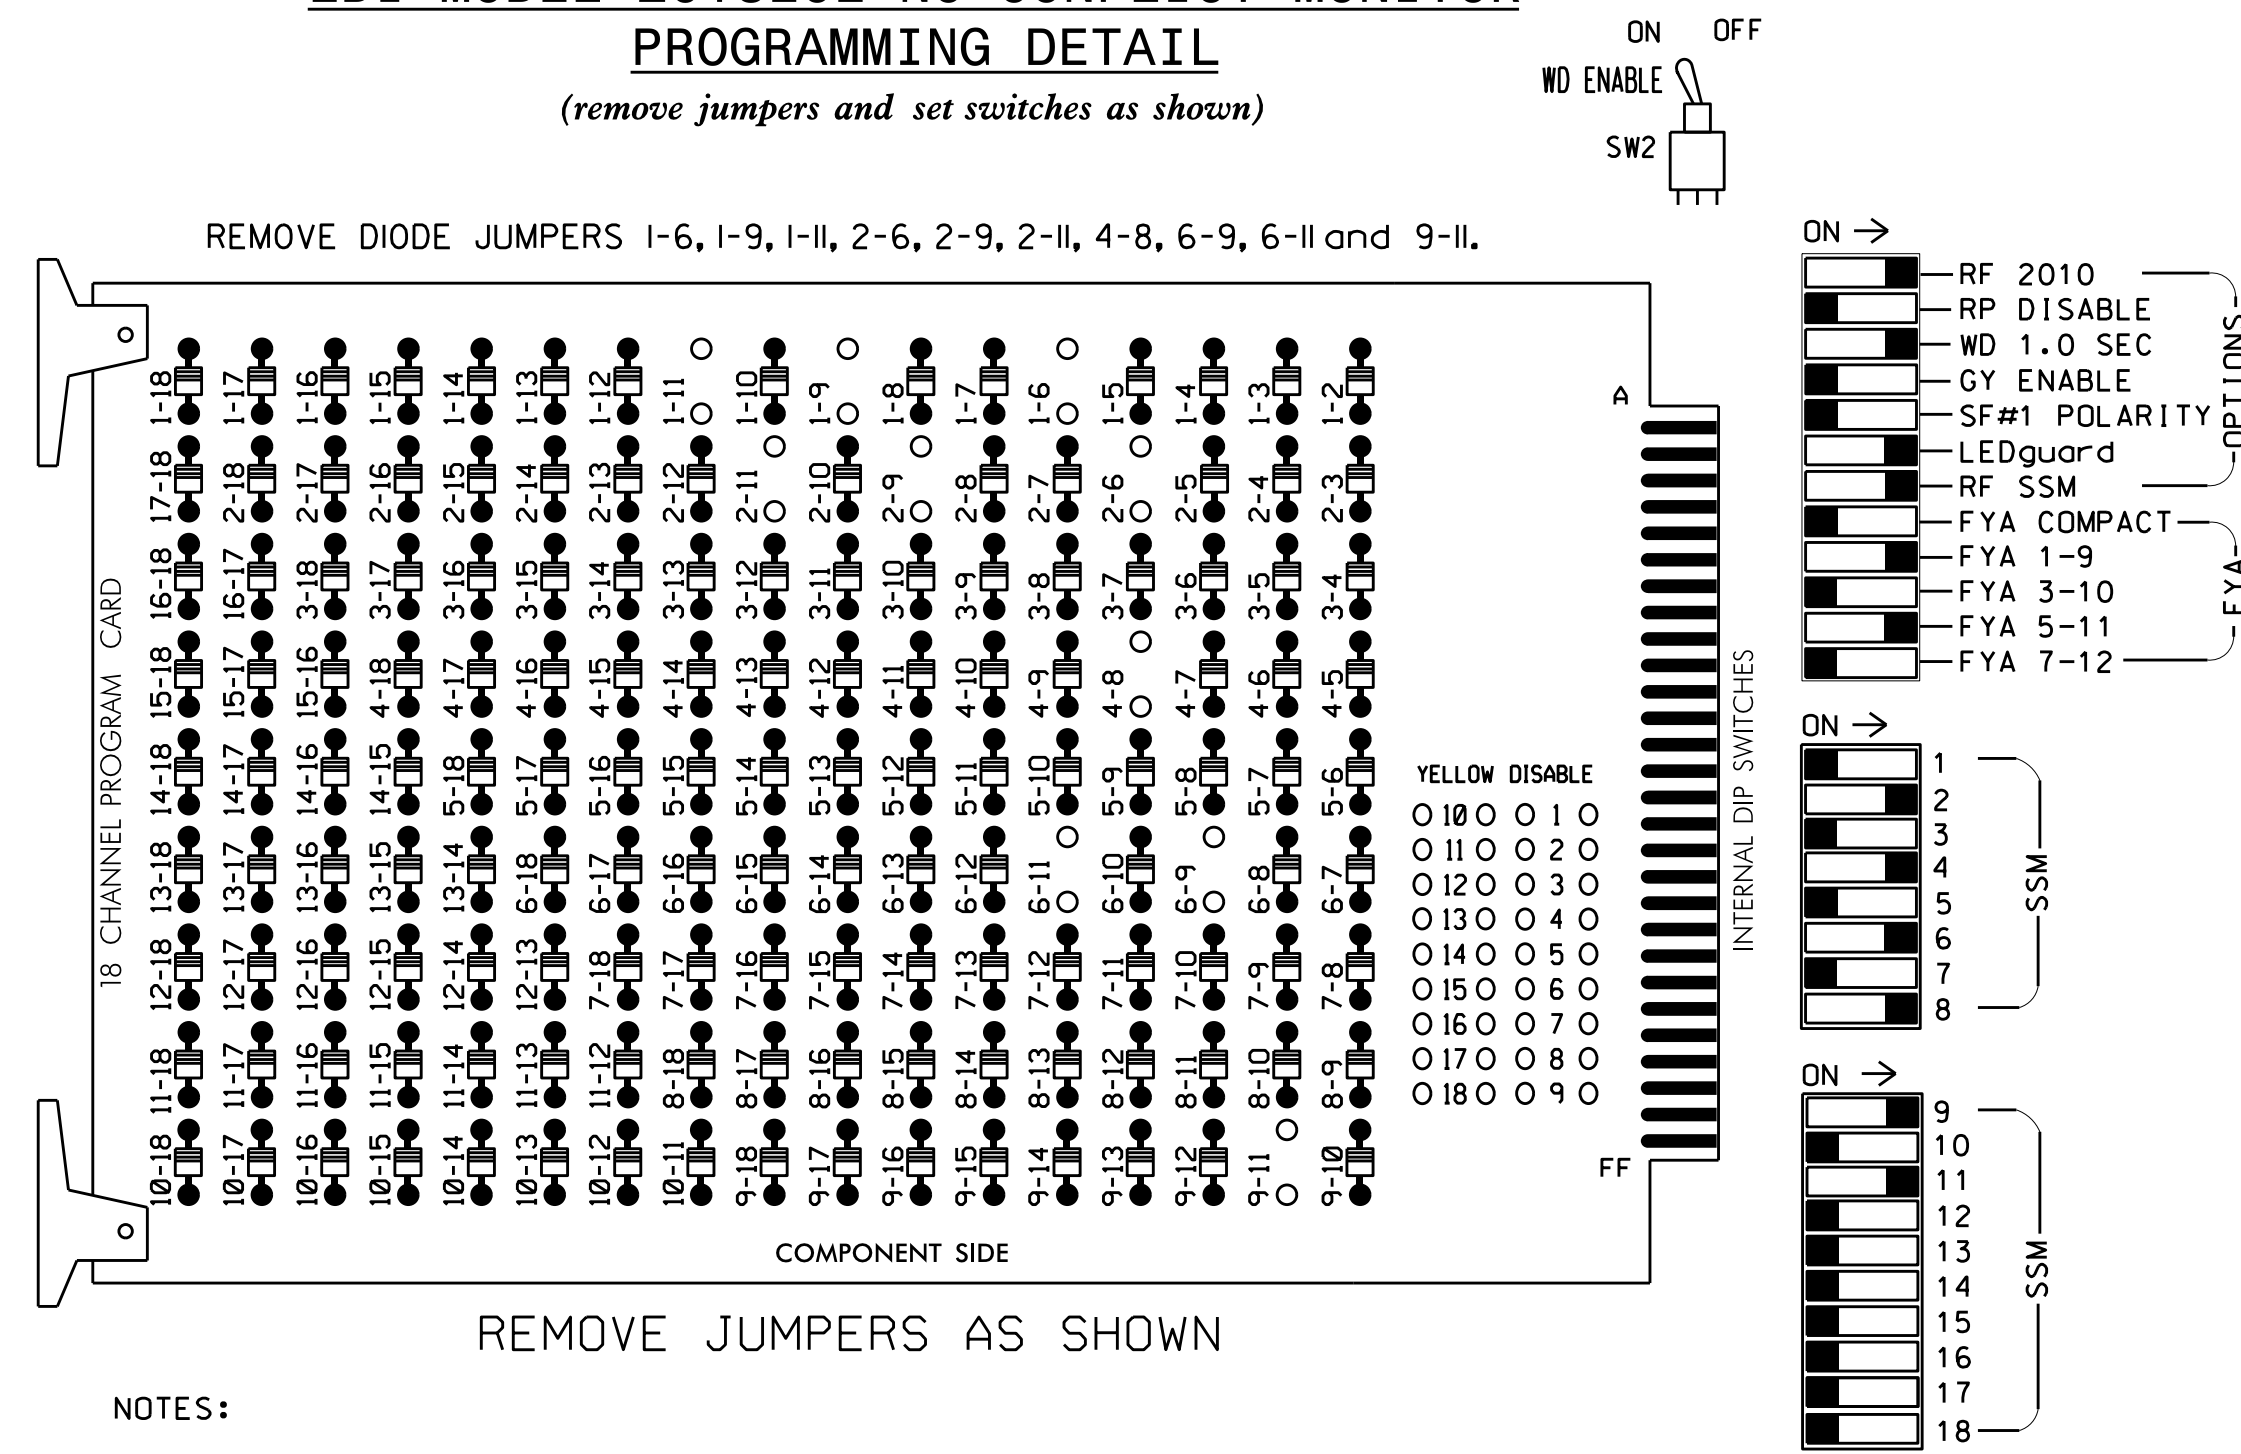 PROGRAMMING DETAIL
(remove jumpers and set switches as shown)
ON OFF
WD ENABLE
SW2
REMOVE DIODE JUMPERS 1-6, 1-9, 1-11, 2-6, 2-9, 2-11, 4-8, 6-9, 6-11 and 9-11.
18 CHANNEL PROGRAM CARD
1-18 1-17 1-16 1-15 1-14 1-13 1-12 1-11 1-10 1-9 1-8 1-7 1-6 1-5 1-4 1-3 1-2
17-18 2-18 2-17 2-16 2-15 2-14 2-13 2-12 2-11 2-10 2-9 2-8 2-7 2-6 2-5 2-4 2-3
16-18 16-17 3-18 3-17 3-16 3-15 3-14 3-13 3-12 3-11 3-10 3-9 3-8 3-7 3-6 3-5 3-4
15-18 15-17 15-16 4-18 4-17 4-16 4-15 4-14 4-13 4-12 4-11 4-10 4-9 4-8 4-7 4-6 4-5
14-18 14-17 14-16 14-15 5-18 5-17 5-16 5-15 5-14 5-13 5-12 5-11 5-10 5-9 5-8 5-7 5-6
13-18 13-17 13-16 13-15 13-14 6-18 6-17 6-16 6-15 6-14 6-13 6-12 6-11 6-10 6-9 6-8 6-7
12-18 12-17 12-16 12-15 12-14 12-13 7-18 7-17 7-16 7-15 7-14 7-13 7-12 7-11 7-10 7-9 7-8
11-18 11-17 11-16 11-15 11-14 11-13 11-12 8-18 8-17 8-16 8-15 8-14 8-13 8-12 8-11 8-10 8-9
10-18 10-17 10-16 10-15 10-14 10-13 10-12 10-11 9-18 9-17 9-16 9-15 9-14 9-13 9-12 9-11 9-10
COMPONENT SIDE
YELLOW DISABLE
10 1
11 2
12 3
13 4
14 5
15 6
16 7
17 8
18 9
A
FF
INTERNAL DIP SWITCHES
ON
RF 2010
RP DISABLE
WD 1.0 SEC
GY ENABLE
SF#1 POLARITY
LEDguard
RF SSM
OPTIONS
FYA COMPACT
FYA 1-9
FYA 3-10
FYA 5-11
FYA 7-12
FYA
ON
1
2
3
4
5
6
7
8
SSM
ON
9
10
11
12
13
14
15
16
17
18
SSM
REMOVE JUMPERS AS SHOWN
NOTES: